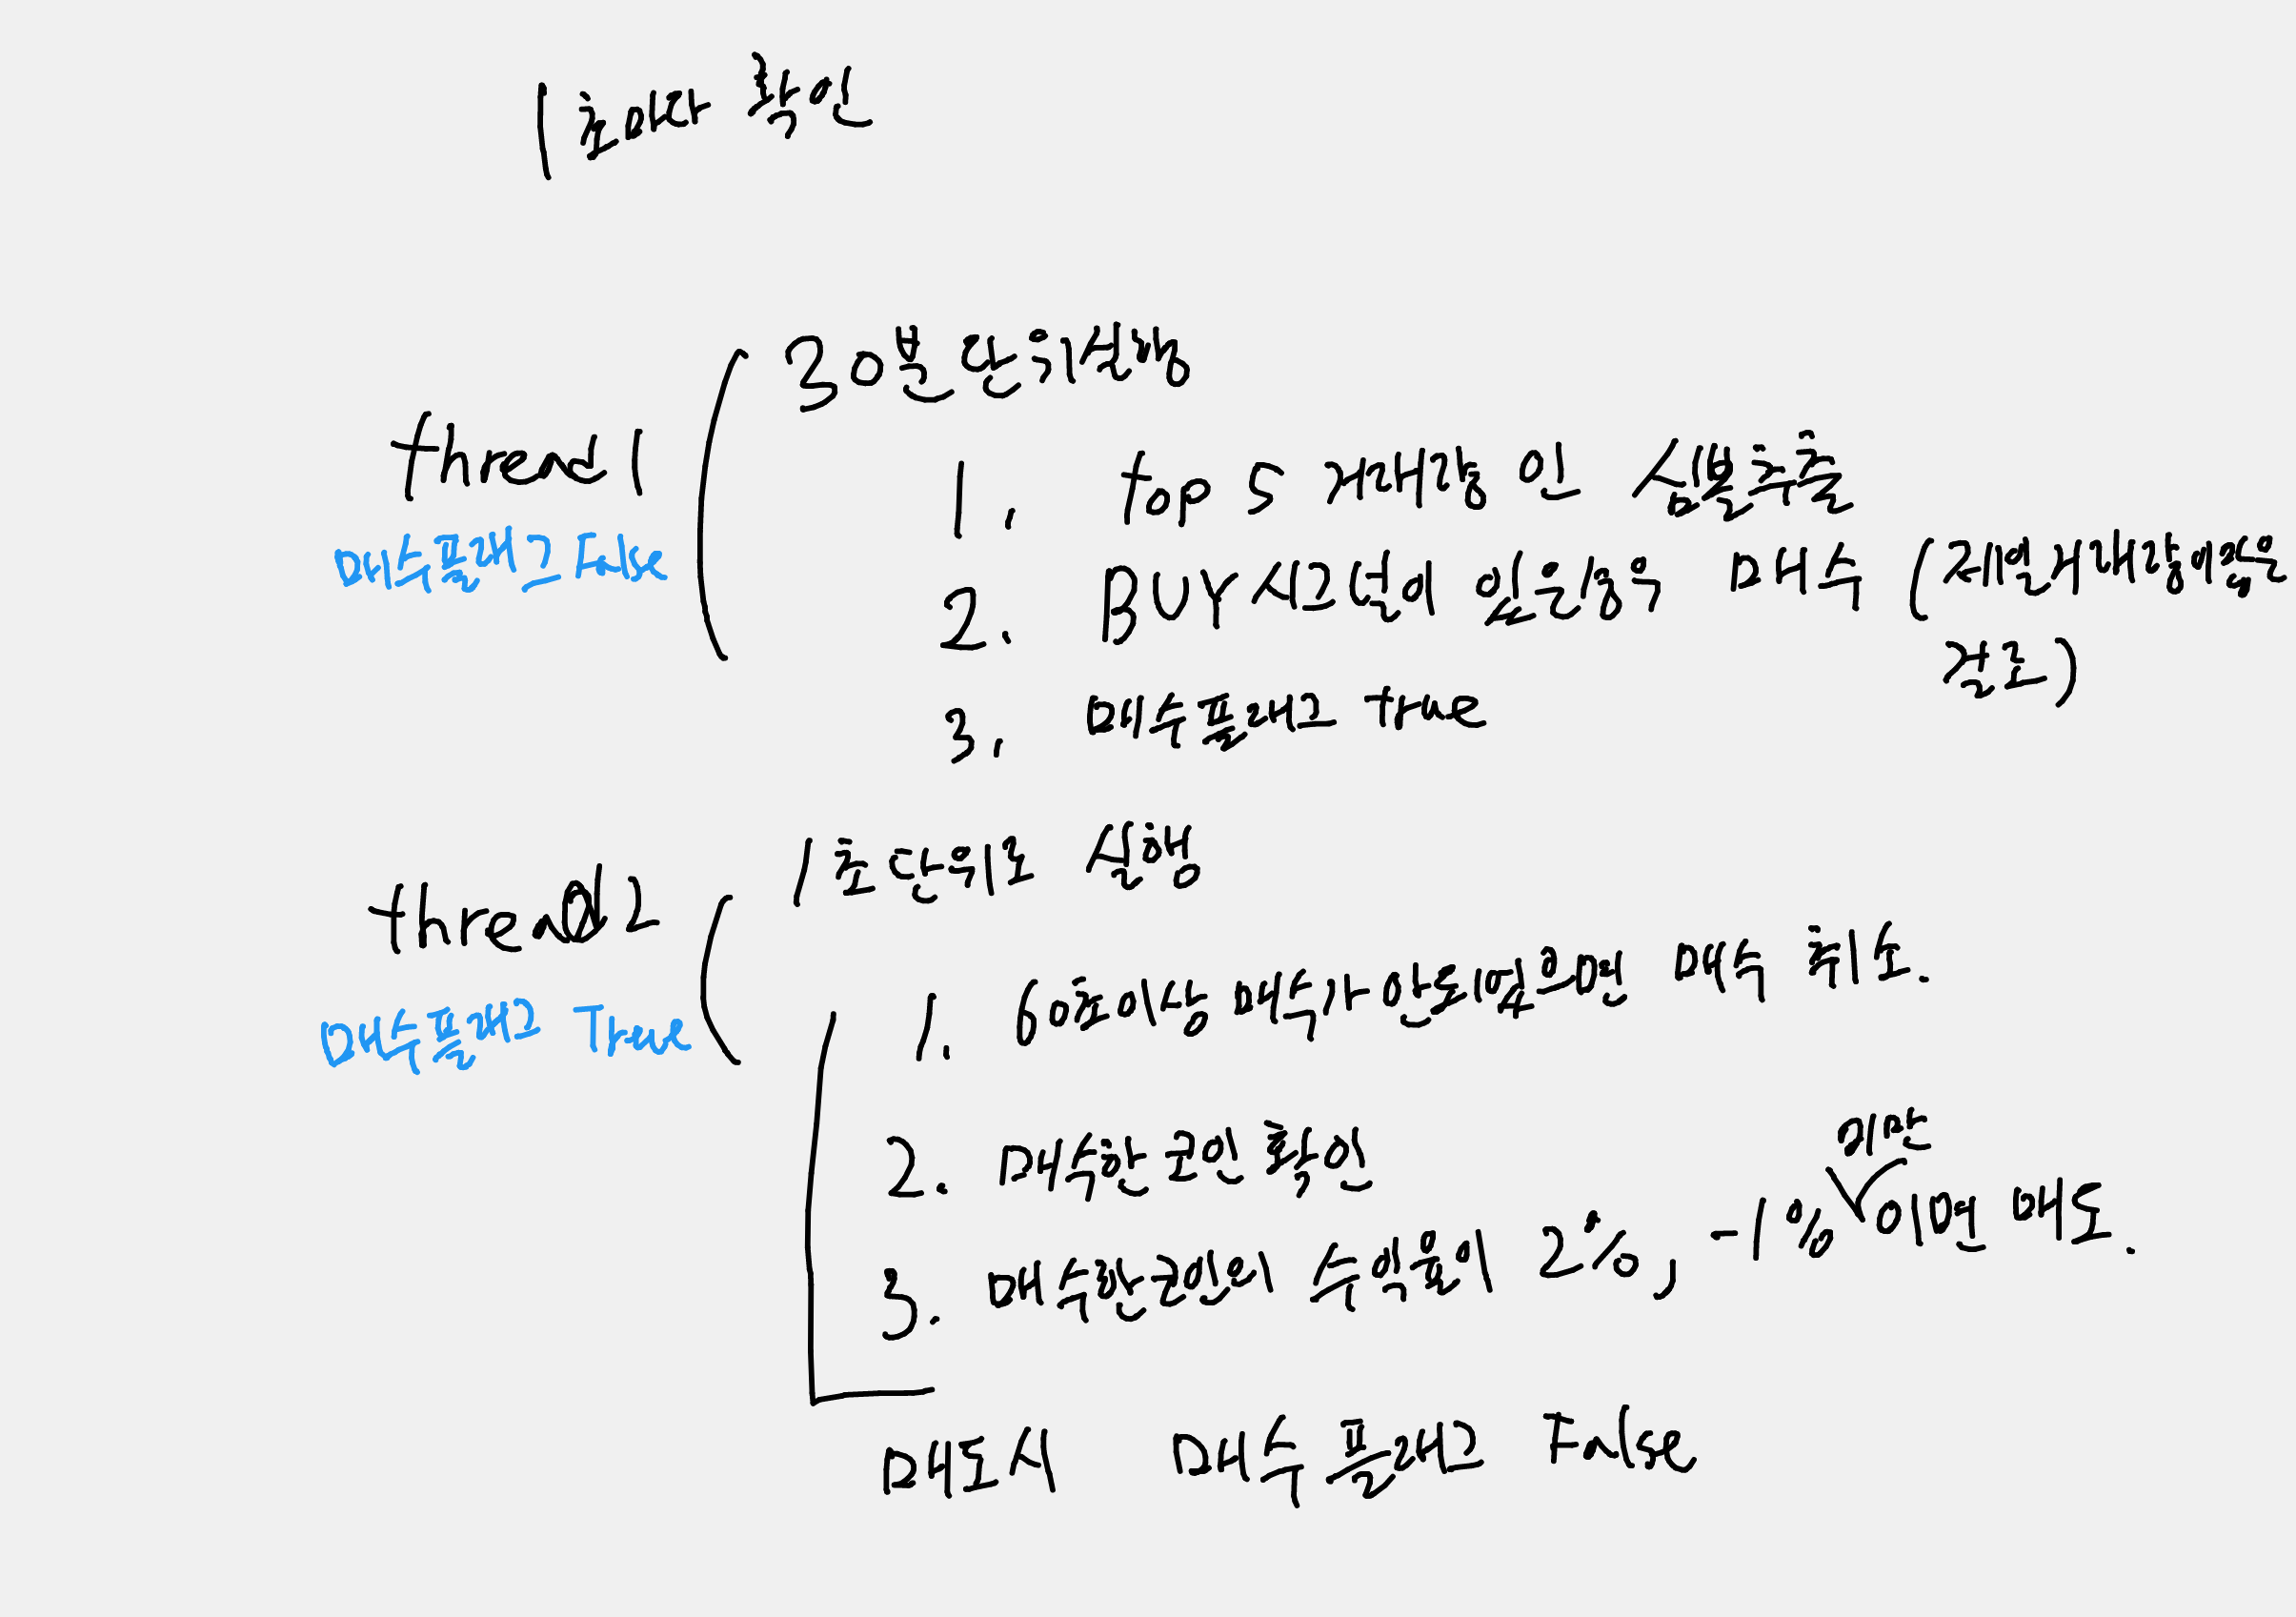 1초마다 확인
30분 단위 실행
thread1
매수플래그 False
1. top 5 거래량 인 심볼추출
2. BUY 시그널이 있을경우 매수 (제일거래량이많은
걸로)
3. 매수플래그 true
1초 단위로 실행
thread2
매수플래그 True
1. 60초이상 매수가 안되었으면 매수 취소.
2. 매수한 코인 확인
미만
3. 매수한코인의 수익율이 2%, -1% 이면 매도.
매도시 매수 플래그 False